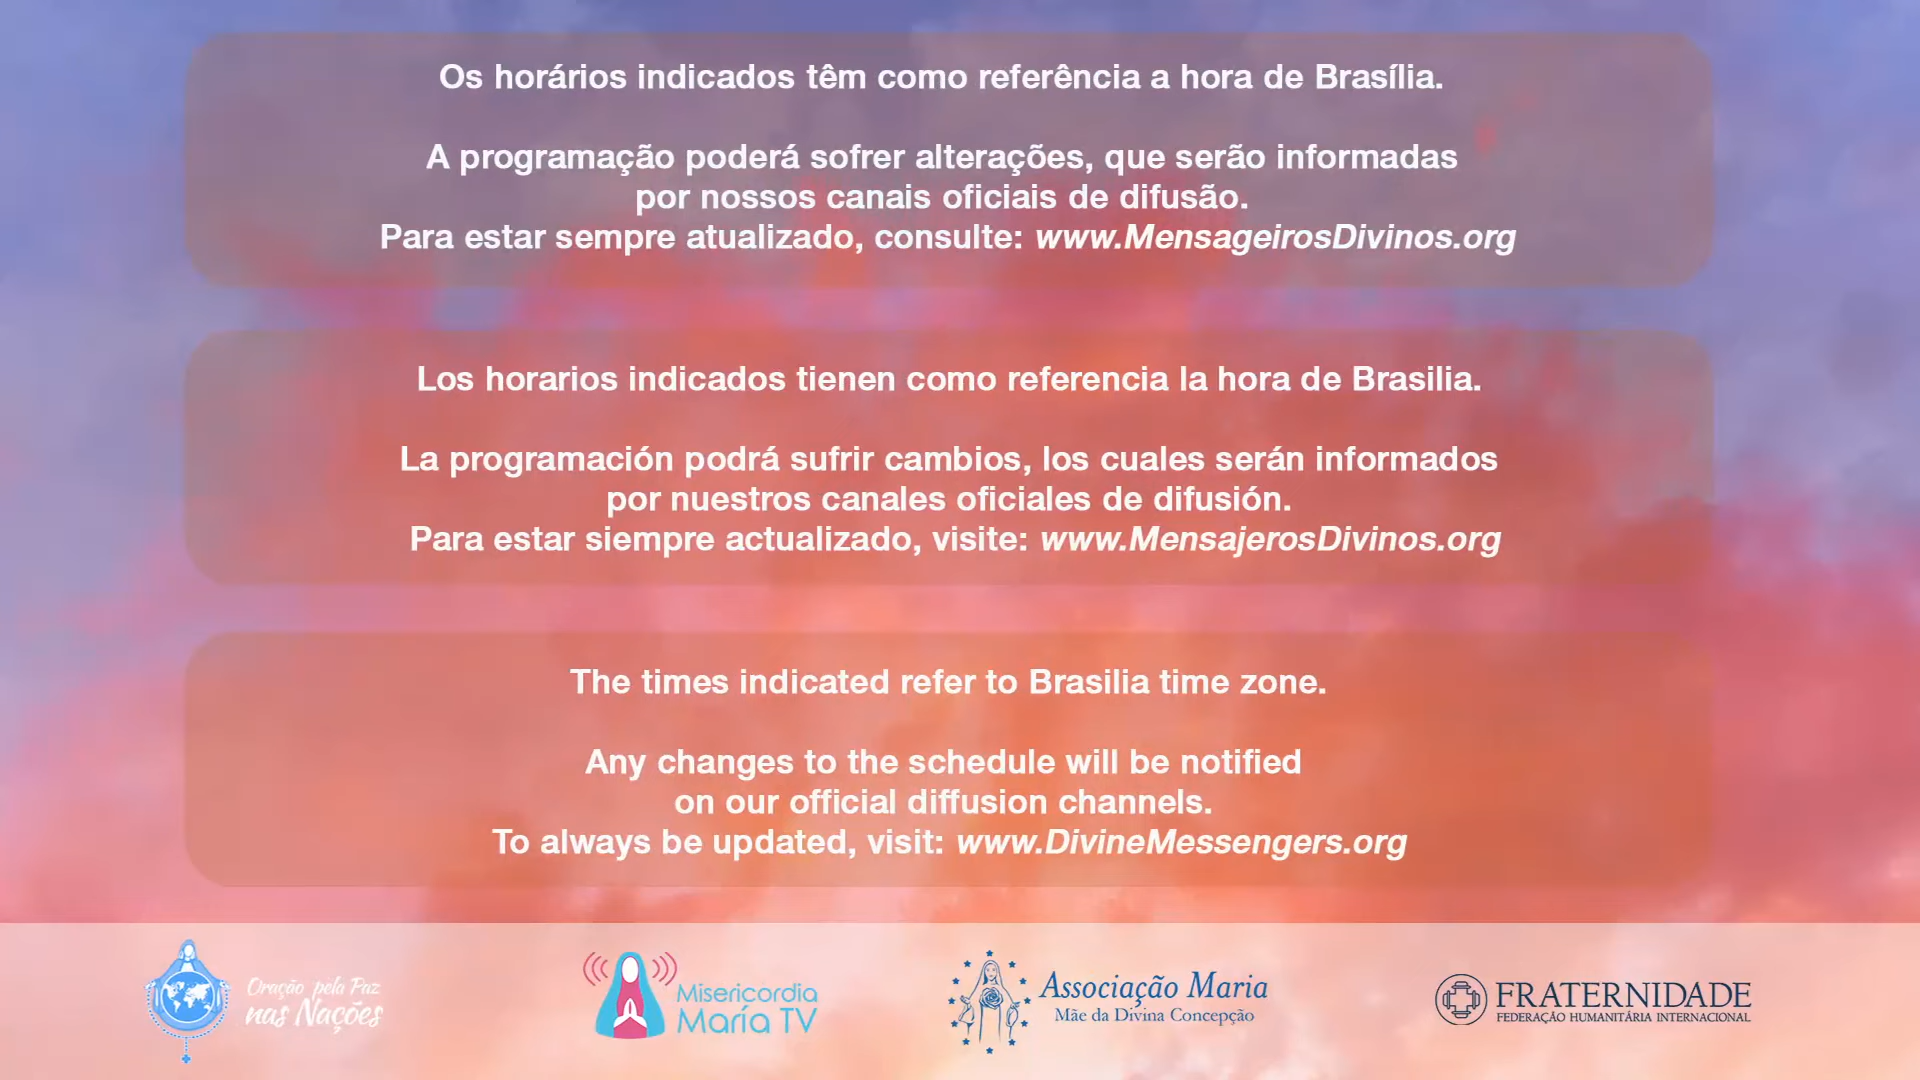 Os horários indicados têm como referência a hora de Brasília.
A programação poderá sofrer alterações, que serão informadas
por nossos canais oficiais de difusão.
Para estar sempre atualizado, consulte: www.MensageirosDivinos.org
Los horarios indicados tienen como referencia la hora de Brasilia.
La programación podrá sufrir cambios, los cuales serán informados
por nuestros canales oficiales de difusión.
Para estar siempre actualizado, visite: www.MensajerosDivinos.org
The times indicated refer to Brasilia time zone.
Any changes to the schedule will be notified
on our official diffusion channels.
To always be updated, visit: www.DivineMessengers.org
Oração pela Paz
nas Nações
Misericordia
María TV
Associação Maria
Mãe da Divina Concepção
FRATERNIDADE
FEDERAÇÃO HUMANITÁRIA INTERNACIONAL